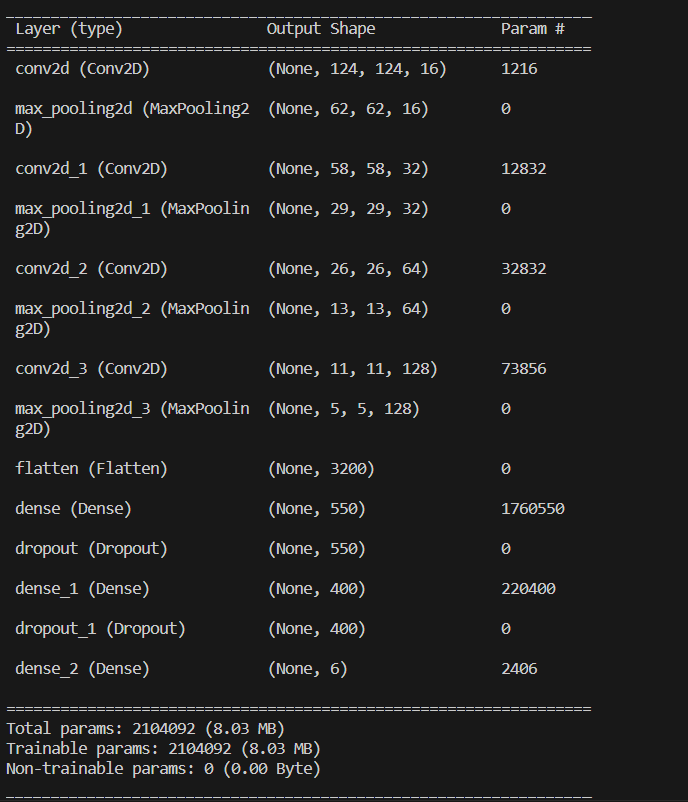 Layer (type) Output Shape Param #
conv2d (Conv2D) (None, 124, 124, 16) 1216
max_pooling2d (MaxPooling2 (None, 62, 62, 16) 0
D)
conv2d_1 (Conv2D) (None, 58, 58, 32) 12832
max_pooling2d_1 (MaxPoolin (None, 29, 29, 32) 0
g2D)
conv2d_2 (Conv2D) (None, 26, 26, 64) 32832
max_pooling2d_2 (MaxPoolin (None, 13, 13, 64) 0
g2D)
conv2d_3 (Conv2D) (None, 11, 11, 128) 73856
max_pooling2d_3 (MaxPoolin (None, 5, 5, 128) 0
g2D)
flatten (Flatten) (None, 3200) 0
dense (Dense) (None, 550) 1760550
dropout (Dropout) (None, 550) 0
dense_1 (Dense) (None, 400) 220400
dropout_1 (Dropout) (None, 400) 0
dense_2 (Dense) (None, 6) 2406
Total params: 2104092 (8.03 MB)
Trainable params: 2104092 (8.03 MB)
Non-trainable params: 0 (0.00 Byte)